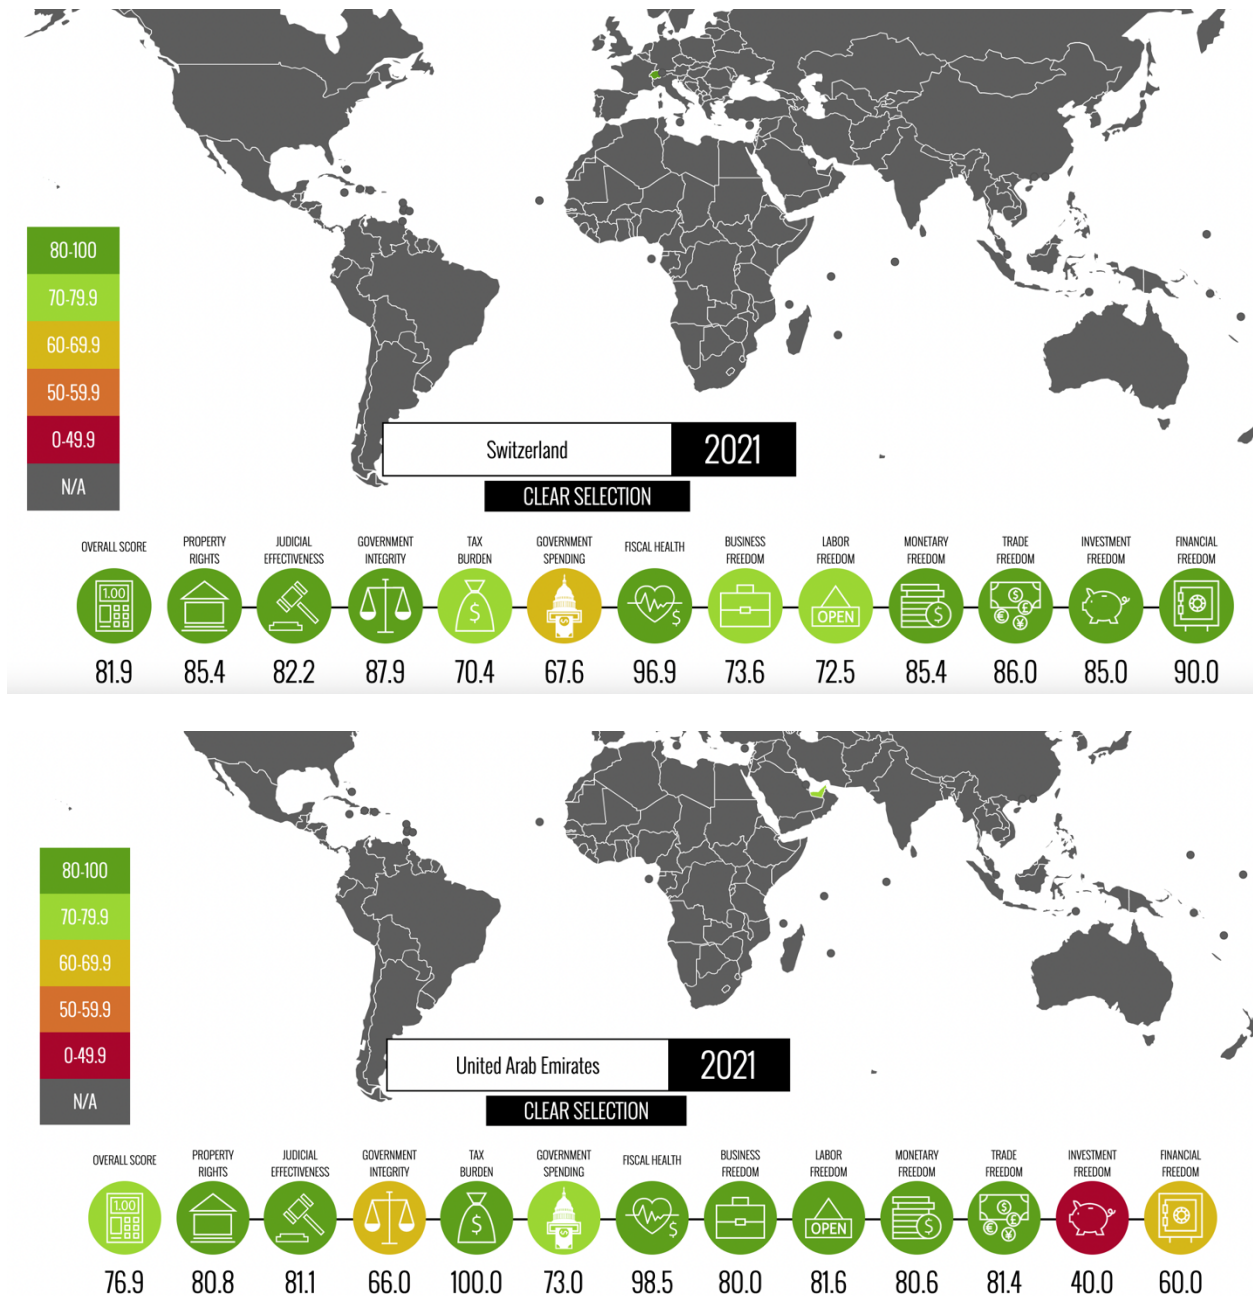 80-100
70-79.9
60-69.9
50-59.9
0-49.9
N/A
Switzerland 2021
CLEAR SELECTION
OVERALL SCORE PROPERTY RIGHTS JUDICIAL EFFECTIVENESS GOVERNMENT INTEGRITY TAX BURDEN GOVERNMENT SPENDING FISCAL HEALTH BUSINESS FREEDOM LABOR FREEDOM MONETARY FREEDOM TRADE FREEDOM INVESTMENT FREEDOM FINANCIAL FREEDOM
1.00 $ $ $ OPEN $ $ € £ ¥
81.9 85.4 82.2 87.9 70.4 67.6 96.9 73.6 72.5 85.4 86.0 85.0 90.0
80-100
70-79.9
60-69.9
50-59.9
0-49.9
N/A
United Arab Emirates 2021
CLEAR SELECTION
OVERALL SCORE PROPERTY RIGHTS JUDICIAL EFFECTIVENESS GOVERNMENT INTEGRITY TAX BURDEN GOVERNMENT SPENDING FISCAL HEALTH BUSINESS FREEDOM LABOR FREEDOM MONETARY FREEDOM TRADE FREEDOM INVESTMENT FREEDOM FINANCIAL FREEDOM
1.00 $ $ $ OPEN $ $ € £ ¥
76.9 80.8 81.1 66.0 100.0 73.0 98.5 80.0 81.6 80.6 81.4 40.0 60.0